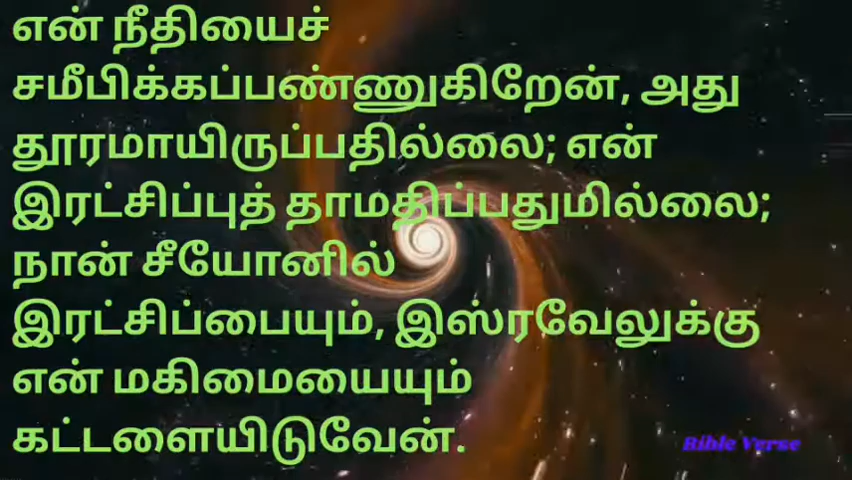 என் நீதியைச்
சமீபிக்கப்பண்ணுகிறேன், அது
தூரமாயிருப்பதில்லை; என்
இரட்சிப்புத் தாமதிப்பதுமில்லை;
நான் சீயோனில்
இரட்சிப்பையும், இஸ்ரவேலுக்கு
என் மகிமையையும்
கட்டளையிடுவேன்.
Bible Verse